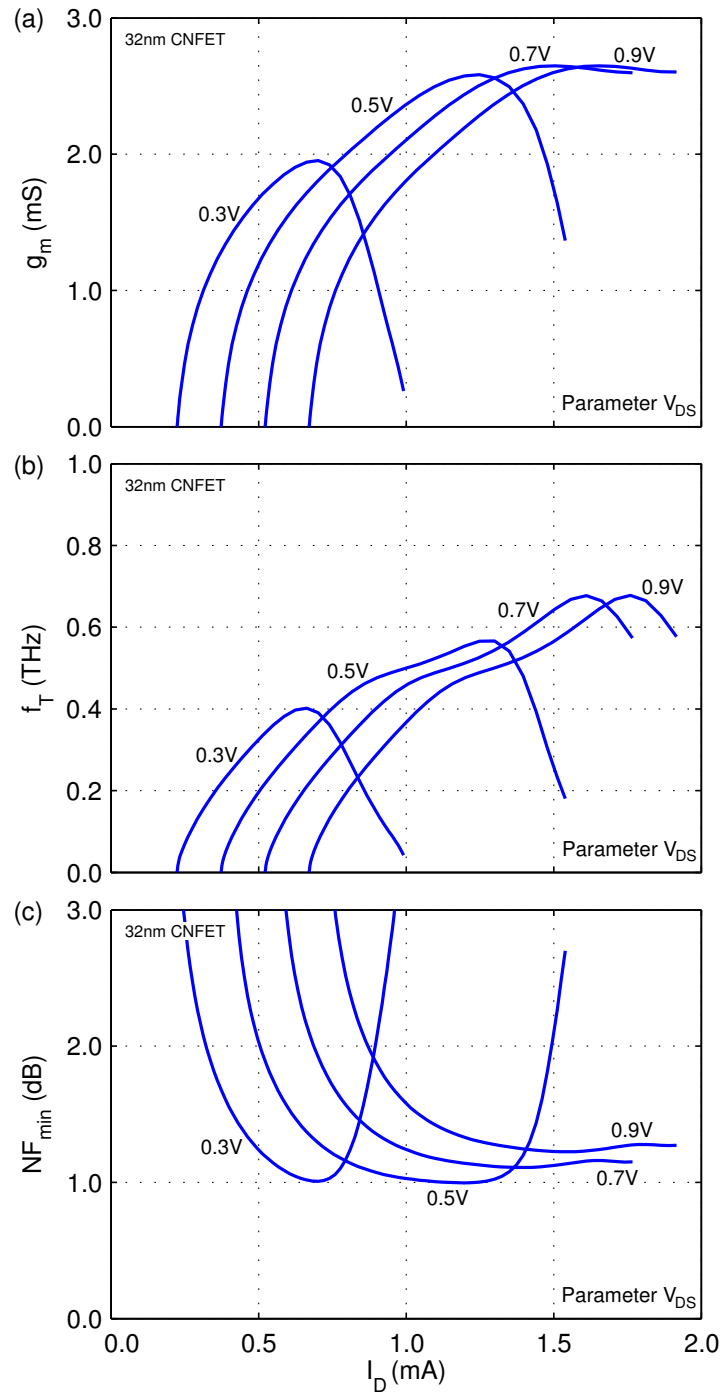 (a)
3.0
32nm CNFET
0.7V
0.9V
0.5V
2.0
0.3V
g_m (mS)
1.0
Parameter V_DS
0.0
(b)
1.0
32nm CNFET
0.8
0.9V
0.7V
0.6
0.5V
f_T (THz)
0.4
0.3V
0.2
Parameter V_DS
0.0
(c)
3.0
32nm CNFET
2.0
NF_min (dB)
0.9V
0.3V
0.7V
0.5V
1.0
Parameter V_DS
0.0
0.0 0.5 1.0 1.5 2.0
I_D (mA)